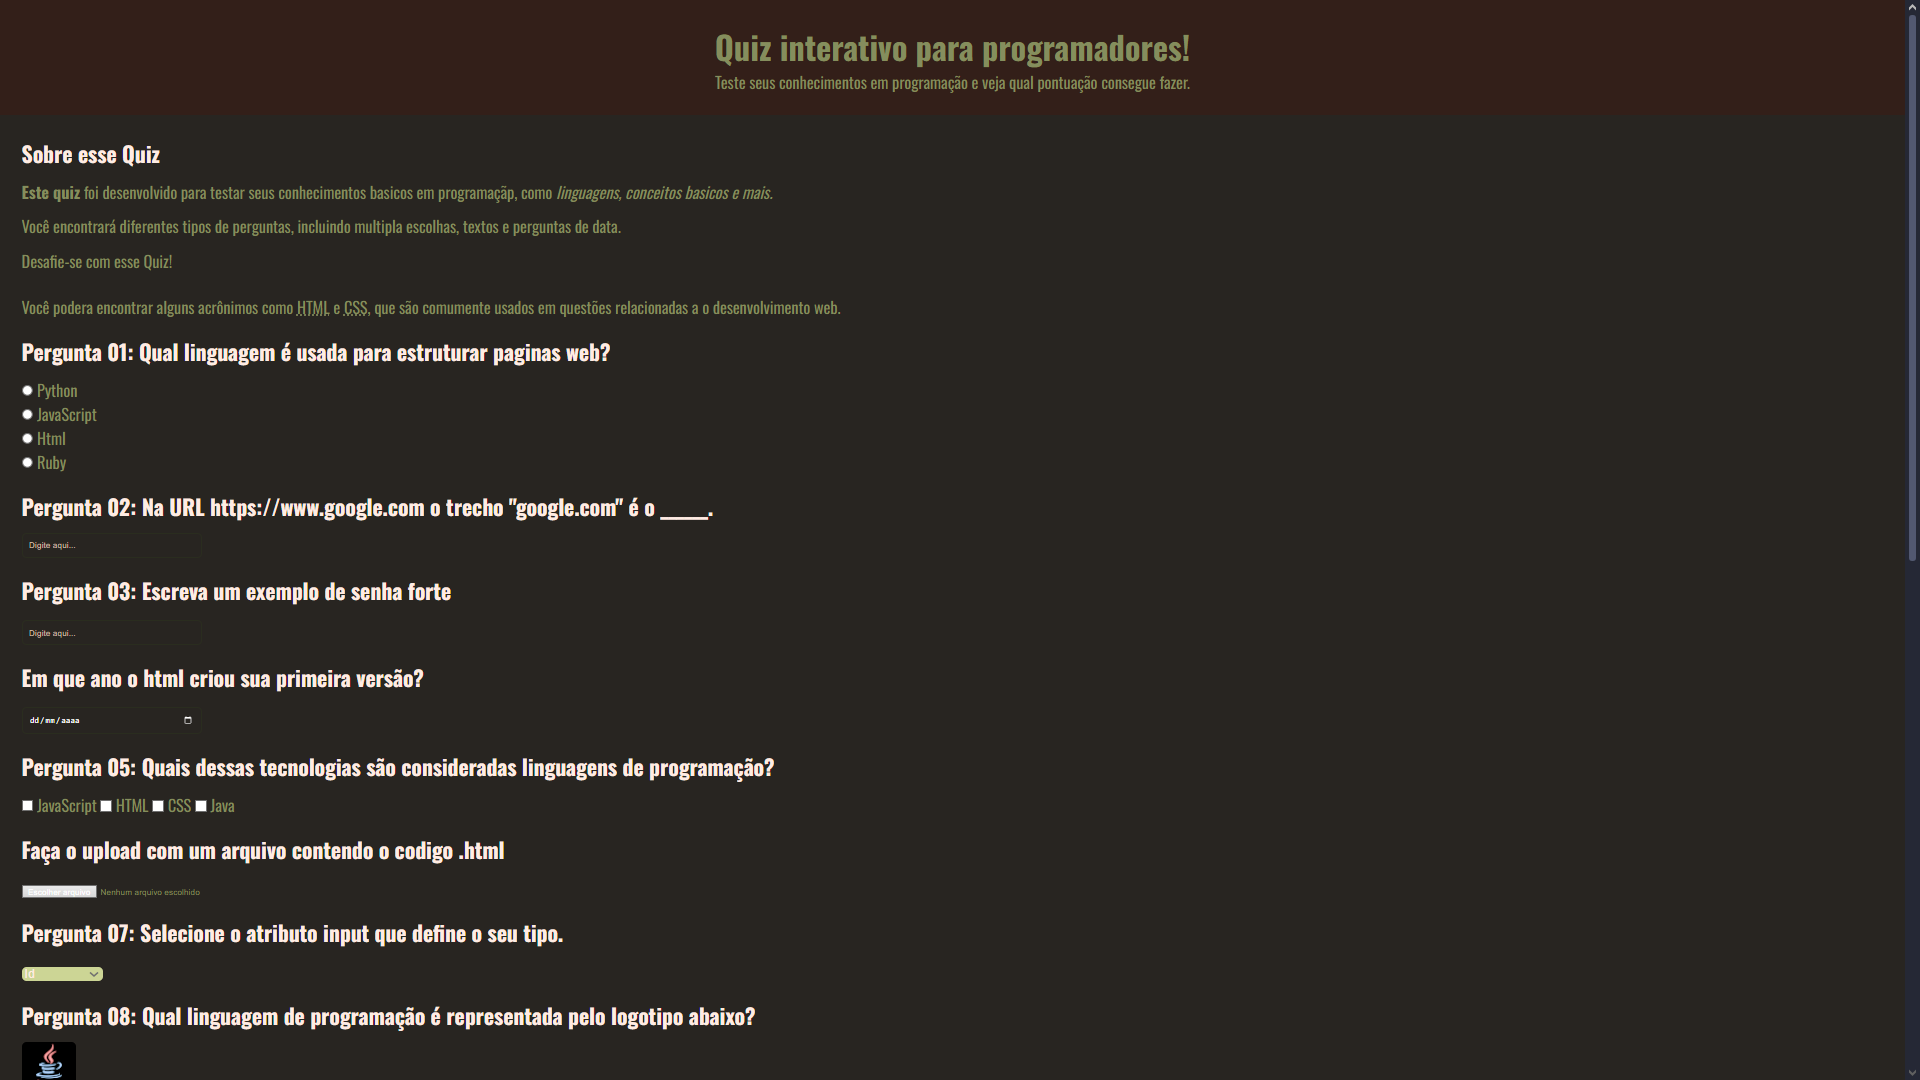 Quiz interativo para programadores!
Teste seus conhecimentos em programação e veja qual pontuação consegue fazer.
Sobre esse Quiz
Este quiz foi desenvolvido para testar seus conhecimentos basicos em programaçãp, como linguagens, conceitos basicos e mais.
Você encontrará diferentes tipos de perguntas, incluindo multipla escolhas, textos e perguntas de data.
Desafie-se com esse Quiz!
Você podera encontrar alguns acrônimos como HTML e CSS, que são comumente usados em questões relacionadas a o desenvolvimento web.
Pergunta 01: Qual linguagem é usada para estruturar paginas web?
Python
JavaScript
Html
Ruby
Pergunta 02: Na URL https://www.google.com o trecho "google.com" é o ______.
Digite aqui...
Pergunta 03: Escreva um exemplo de senha forte
Digite aqui...
Em que ano o html criou sua primeira versão?
dd/mm/aaaa
Pergunta 05: Quais dessas tecnologias são consideradas linguagens de programação?
JavaScript HTML CSS Java
Faça o upload com um arquivo contendo o codigo .html
Escolher arquivo Nenhum arquivo escolhido
Pergunta 07: Selecione o atributo input que define o seu tipo.
Id
Pergunta 08: Qual linguagem de programação é representada pelo logotipo abaixo?